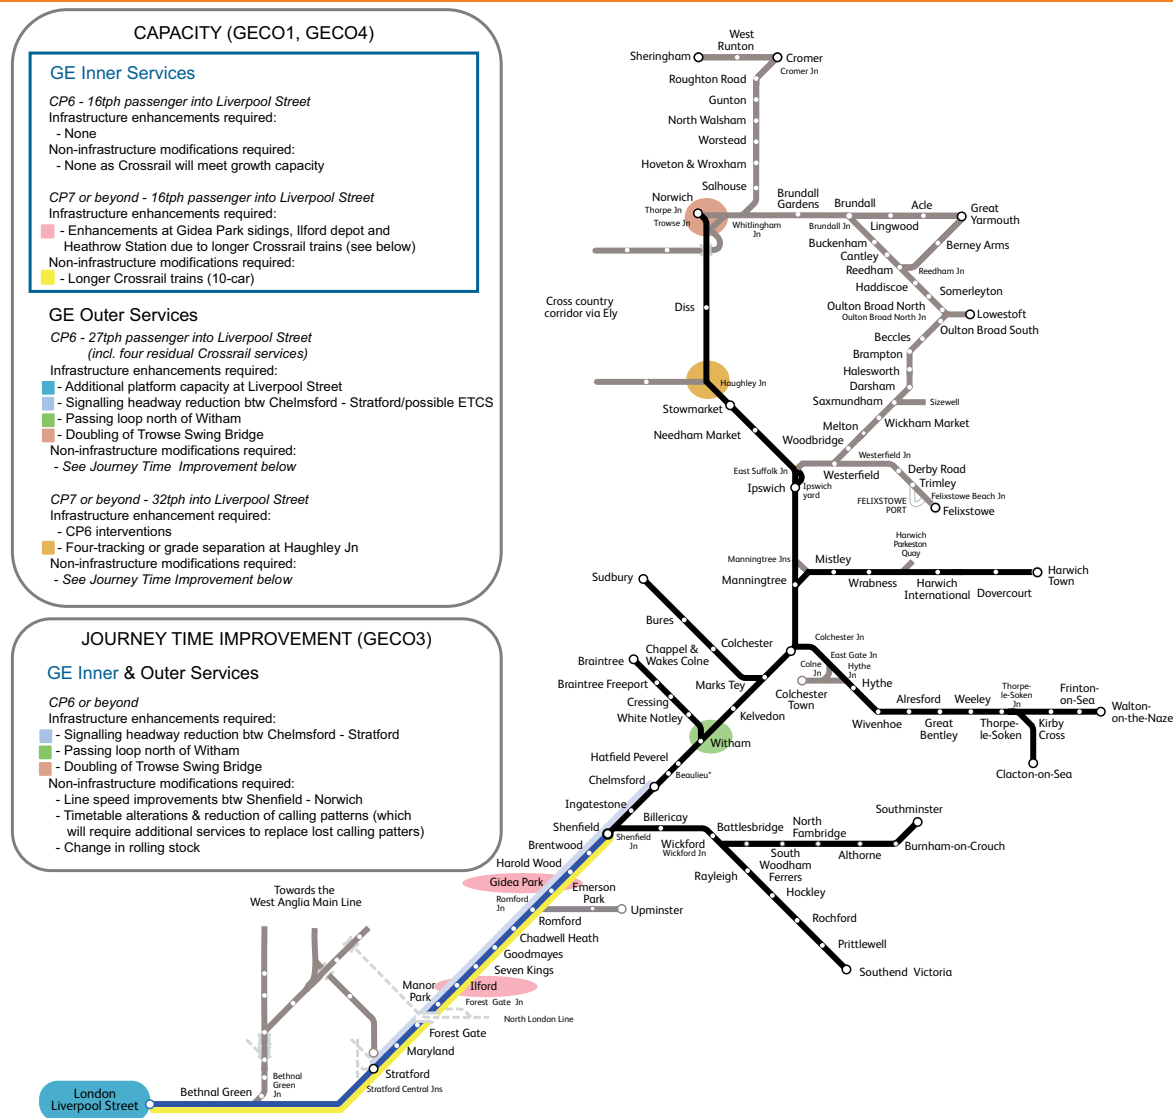 CAPACITY (GECO1, GECO4)
GE Inner Services
CP6 - 16tph passenger into Liverpool Street
Infrastructure enhancements required:
- None
Non-infrastructure modifications required:
- None as Crossrail will meet growth capacity
CP7 or beyond - 16tph passenger into Liverpool Street
Infrastructure enhancements required:
- Enhancements at Gidea Park sidings, Ilford depot and
Heathrow Station due to longer Crossrail trains (see below)
Non-infrastructure modifications required:
- Longer Crossrail trains (10-car)
GE Outer Services
CP6 - 27tph passenger into Liverpool Street
(incl. four residual Crossrail services)
Infrastructure enhancements required:
- Additional platform capacity at Liverpool Street
- Signalling headway reduction btw Chelmsford - Stratford/possible ETCS
- Passing loop north of Witham
- Doubling of Trowse Swing Bridge
Non-infrastructure modifications required:
- See Journey Time  Improvement below
CP7 or beyond - 32tph into Liverpool Street
Infrastructure enhancement required:
- CP6 interventions
- Four-tracking or grade separation at Haughley Jn
Non-infrastructure modifications required:
- See Journey Time Improvement below
JOURNEY TIME IMPROVEMENT (GECO3)
GE Inner & Outer Services
CP6 or beyond
Infrastructure enhancements required:
- Signalling headway reduction btw Chelmsford - Stratford
- Passing loop north of Witham
- Doubling of Trowse Swing Bridge
Non-infrastructure modifications required:
- Line speed improvements btw Shenfield - Norwich
- Timetable alterations & reduction of calling patterns (which
will require additional services to replace lost calling patters)
- Change in rolling stock
West
Runton
Sheringham
Cromer
Cromer Jn
Roughton Road
Gunton
North Walsham
Worstead
Hoveton & Wroxham
Salhouse
Norwich
Thorpe Jn
Trowse Jn
Whitlingham
Jn
Brundall
Gardens
Brundall
Brundall Jn
Acle
Lingwood
Great
Yarmouth
Buckenham
Cantley
Berney Arms
Reedham
Reedham Jn
Haddiscoe
Somerleyton
Oulton Broad North
Oulton Broad North Jn
Lowestoft
Oulton Broad South
Beccles
Brampton
Halesworth
Darsham
Saxmundham
Sizewell
Wickham Market
Melton
Woodbridge
Westerfield Jn
Westerfield
Derby Road
Trimley
Felixstowe Beach Jn
FELIXSTOWE
PORT
Felixstowe
Cross country
corridor via Ely
Diss
Haughley Jn
Stowmarket
Needham Market
East Suffolk Jn
Ipswich
Ipswich
yard
Harwich
Parkeston
Quay
Manningtree Jns
Mistley
Manningtree
Wrabness
Harwich
International
Dovercourt
Harwich
Town
Sudbury
Bures
Chappel &
Wakes Colne
Colchester
Colchester Jn
East Gate Jn
Colne
Jn
Hythe
Jn
Hythe
Colchester
Town
Braintree
Braintree Freeport
Cressing
White Notley
Marks Tey
Kelvedon
Witham
Wivenhoe
Alresford
Great
Bentley
Weeley
Thorpe-
le-Soken
Thorpe-
le-Soken
Jn
Kirby
Cross
Frinton-
on-Sea
Walton-
on-the-Naze
Clacton-on-Sea
Hatfield Peverel
Beaulieu*
Chelmsford
Ingatestone
Shenfield
Shenfield
Jn
Billericay
Wickford
Wickford Jn
Battlesbridge
South
Woodham
Ferrers
North
Fambridge
Althorne
Southminster
Burnham-on-Crouch
Rayleigh
Hockley
Rochford
Prittlewell
Southend Victoria
Brentwood
Harold Wood
Gidea Park
Emerson
Park
Romford
Jn
Romford
Upminster
Chadwell Heath
Goodmayes
Seven Kings
Ilford
Manor
Park
Forest Gate Jn
North London Line
Forest Gate
Maryland
Stratford
Stratford Central Jns
Towards the
West Anglia Main Line
Bethnal Green
Bethnal
Green
Jn
London
Liverpool Street